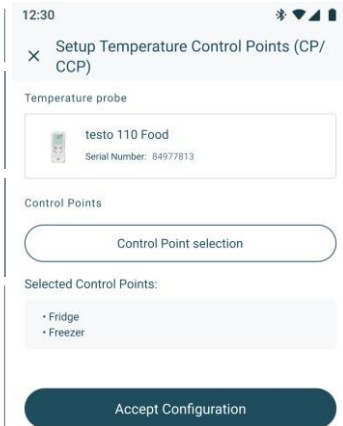 12:30
Setup Temperature Control Points (CP/
CCP)
Temperature probe
testo 110 Food
Serial Number: 84977813
Control Points
Control Point selection
Selected Control Points:
• Fridge
• Freezer
Accept Configuration